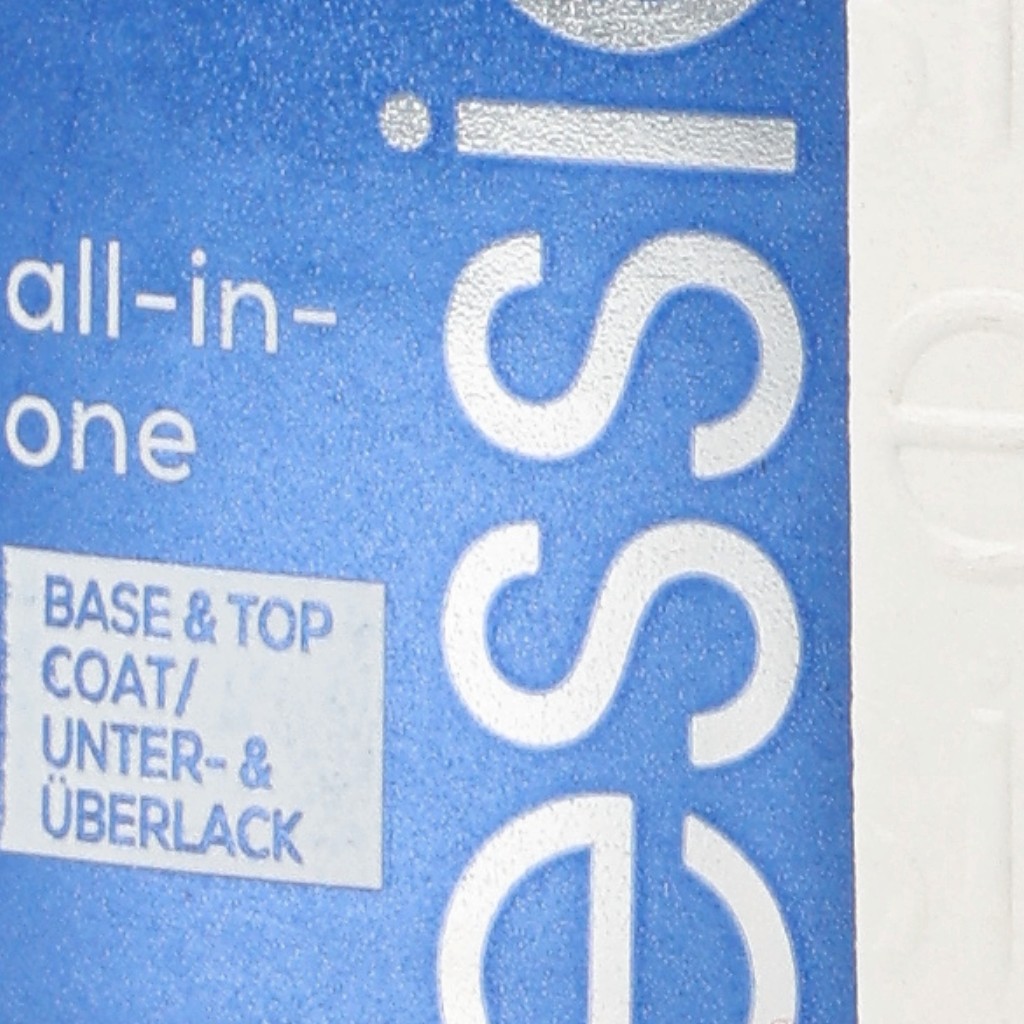 all-in-
one
BASE & TOP
COAT/
UNTER- &
ÜBERLACK
essie